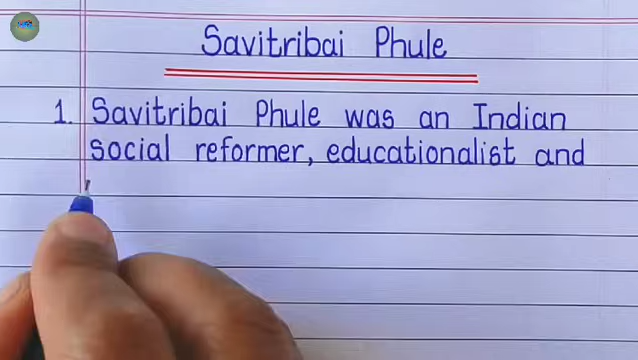 Savitribai Phule
1. Savitribai Phule was an Indian
social reformer, educationalist and